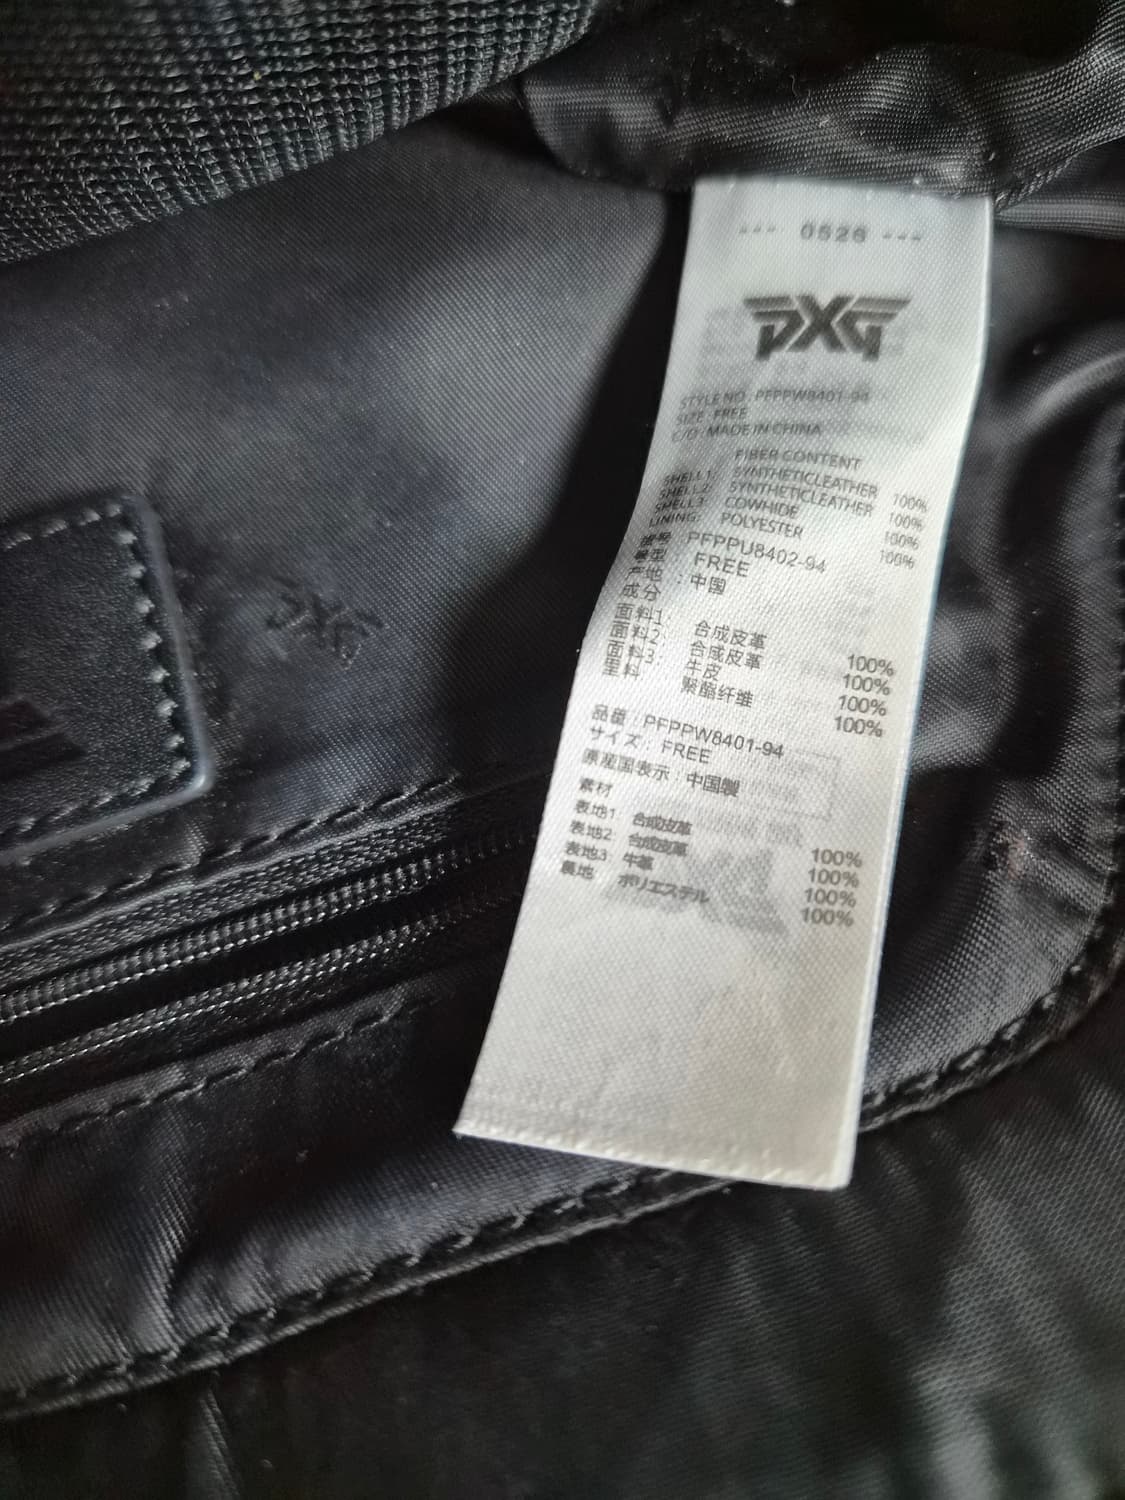 --- 0526 ---
PXG
STYLE NO : PFPPW8401-94
SIZE : FREE
C/O : MADE IN CHINA
FIBER CONTENT
SHELL1: SYNTHETICLEATHER 100%
SHELL2: SYNTHETICLEATHER 100%
SHELL3: COWHIDE 100%
LINING: POLYESTER 100%
PFPPU8402-94
FREE
产地 : 中国
成分
面料1: 合成皮革 100%
面料2: 合成皮革 100%
面料3: 牛皮 100%
里料 聚酯纤维 100%
品番 : PFPPW8401-94
サイズ : FREE
原産国表示 : 中国製
素材
表地1 合成皮革 100%
表地2 合成皮革 100%
表地3 牛革 100%
裏地 ポリエステル 100%
PXG